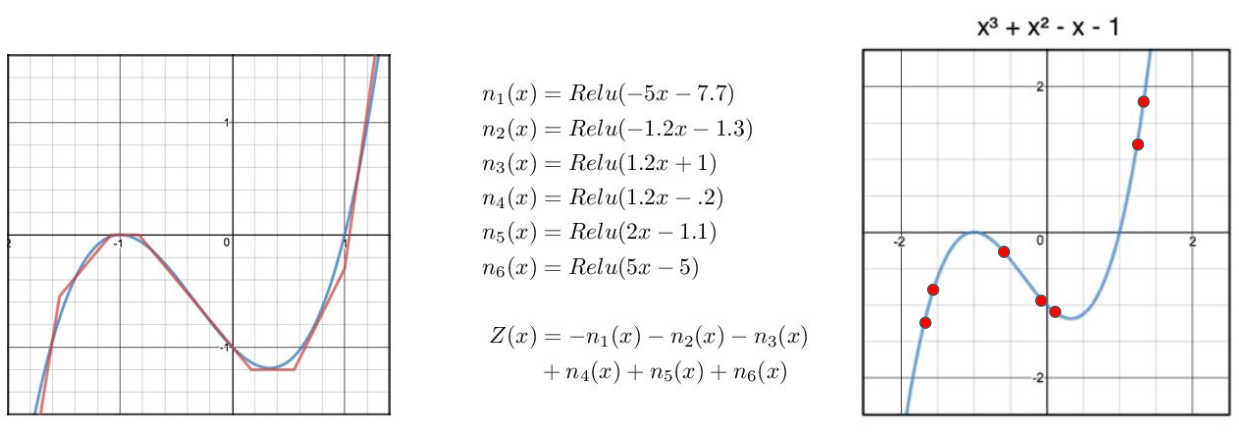 1
2
-1
0
1
-1
n₁(x) = Relu(−5x − 7.7)
n₂(x) = Relu(−1.2x − 1.3)
n₃(x) = Relu(1.2x + 1)
n₄(x) = Relu(1.2x − .2)
n₅(x) = Relu(2x − 1.1)
n₆(x) = Relu(5x − 5)
Z(x) = −n₁(x) − n₂(x) − n₃(x)
+ n₄(x) + n₅(x) + n₆(x)
x³ + x² - x - 1
2
-2
0
2
-2